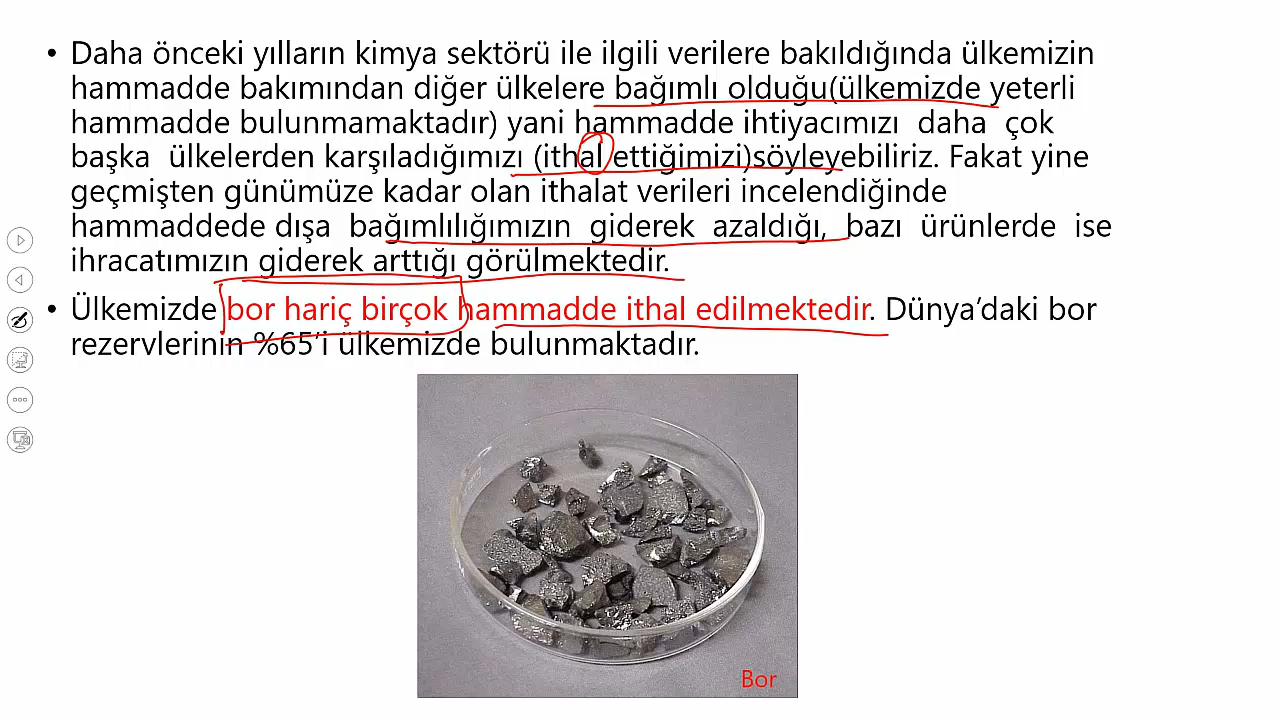 • Daha önceki yılların kimya sektörü ile ilgili verilere bakıldığında ülkemizin
hammadde bakımından diğer ülkelere bağımlı olduğu(ülkemizde yeterli
hammadde bulunmamaktadır) yani hammadde ihtiyacımızı daha çok
başka ülkelerden karşıladığımızı (ithal ettiğimizi)söyleyebiliriz. Fakat yine
geçmişten günümüze kadar olan ithalat verileri incelendiğinde
hammaddede dışa bağımlılığımızın giderek azaldığı, bazı ürünlerde ise
ihracatımızın giderek arttığı görülmektedir.
• Ülkemizde bor hariç birçok hammadde ithal edilmektedir. Dünya’daki bor
rezervlerinin %65’i ülkemizde bulunmaktadır.
Bor